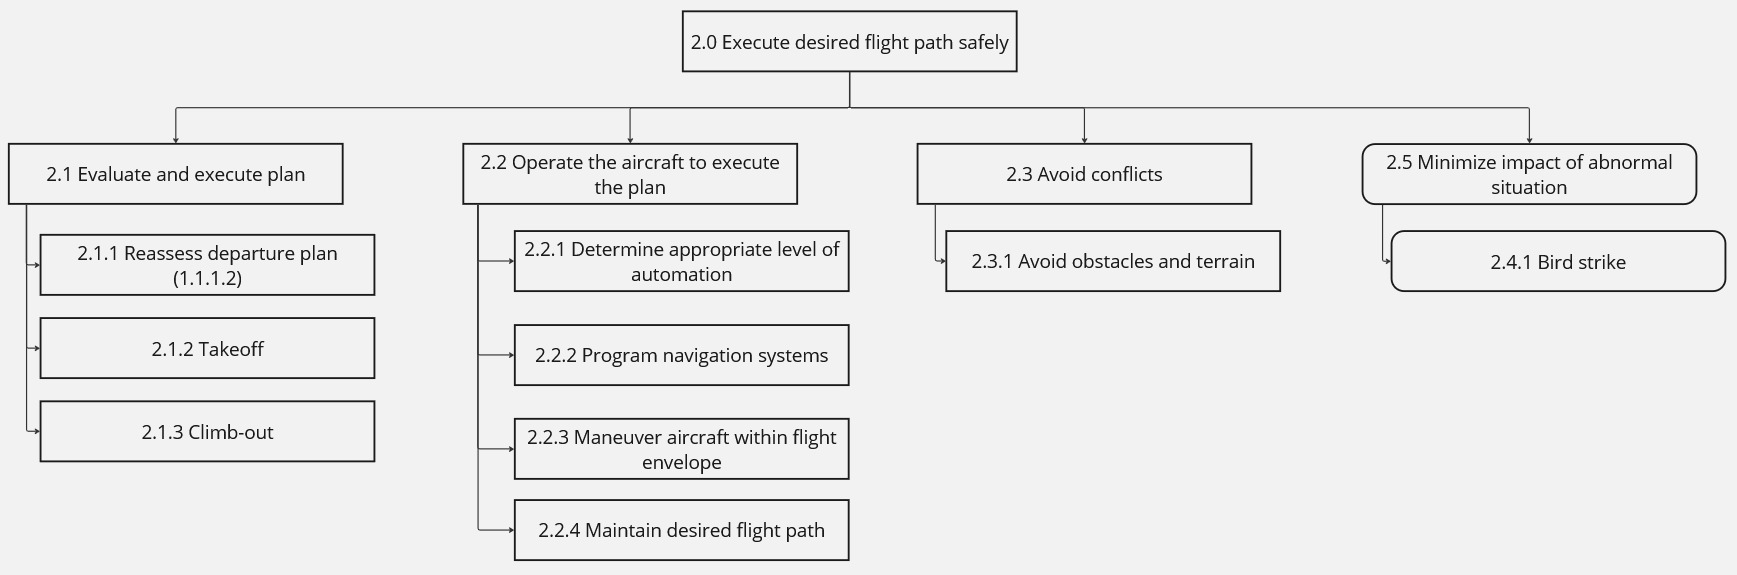 2.0 Execute desired flight path safely
2.1 Evaluate and execute plan
2.1.1 Reassess departure plan
(1.1.1.2)
2.1.2 Takeoff
2.1.3 Climb-out
2.2 Operate the aircraft to execute
the plan
2.2.1 Determine appropriate level of
automation
2.2.2 Program navigation systems
2.2.3 Maneuver aircraft within flight
envelope
2.2.4 Maintain desired flight path
2.3 Avoid conflicts
2.3.1 Avoid obstacles and terrain
2.5 Minimize impact of abnormal
situation
2.4.1 Bird strike